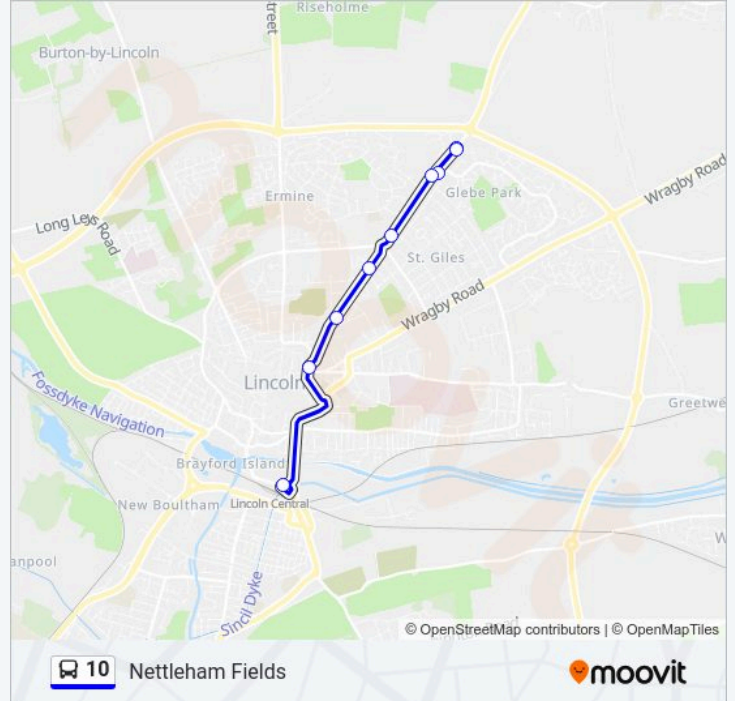 Riseholme
street
Burton-by-Lincoln
Ermine
Glebe Park
Wragby Road
Long Leys
Road
St. Giles
Wragby Road
Lincoln
Fossdyke Navigation
Greetwe
Brayford Island
New Boultham
Lincoln Central
W
anpool
Sincil Dyke
© OpenStreetMap contributors | © OpenMapTiles
10 Nettleham Fields
moovit